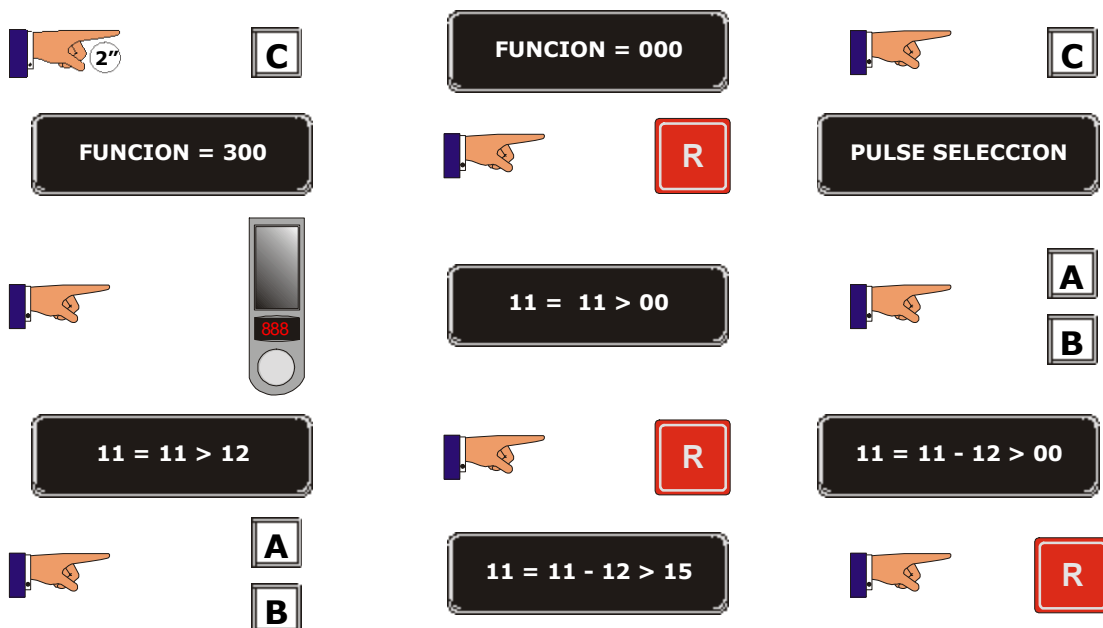 2”
C
FUNCION = 000
C
FUNCION = 300
R
PULSE SELECCION
888
11 = 11 > 00
A
B
11 = 11 > 12
R
11 = 11 - 12 > 00
A
B
11 = 11 - 12 > 15
R